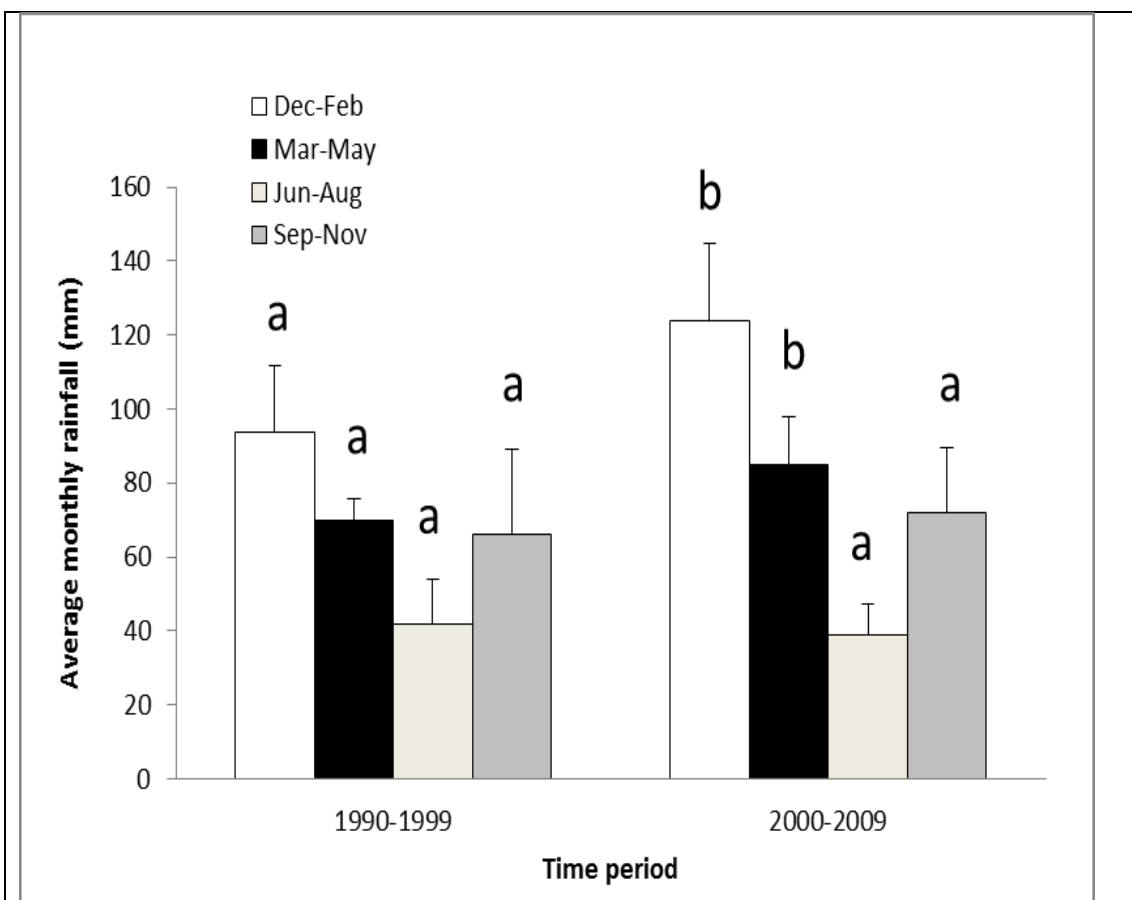 Dec-Feb
Mar-May
Jun-Aug
Sep-Nov
Average monthly rainfall (mm)
160
140
120
100
80
60
40
20
0
a
a
a
a
b
b
a
a
1990-1999
2000-2009
Time period